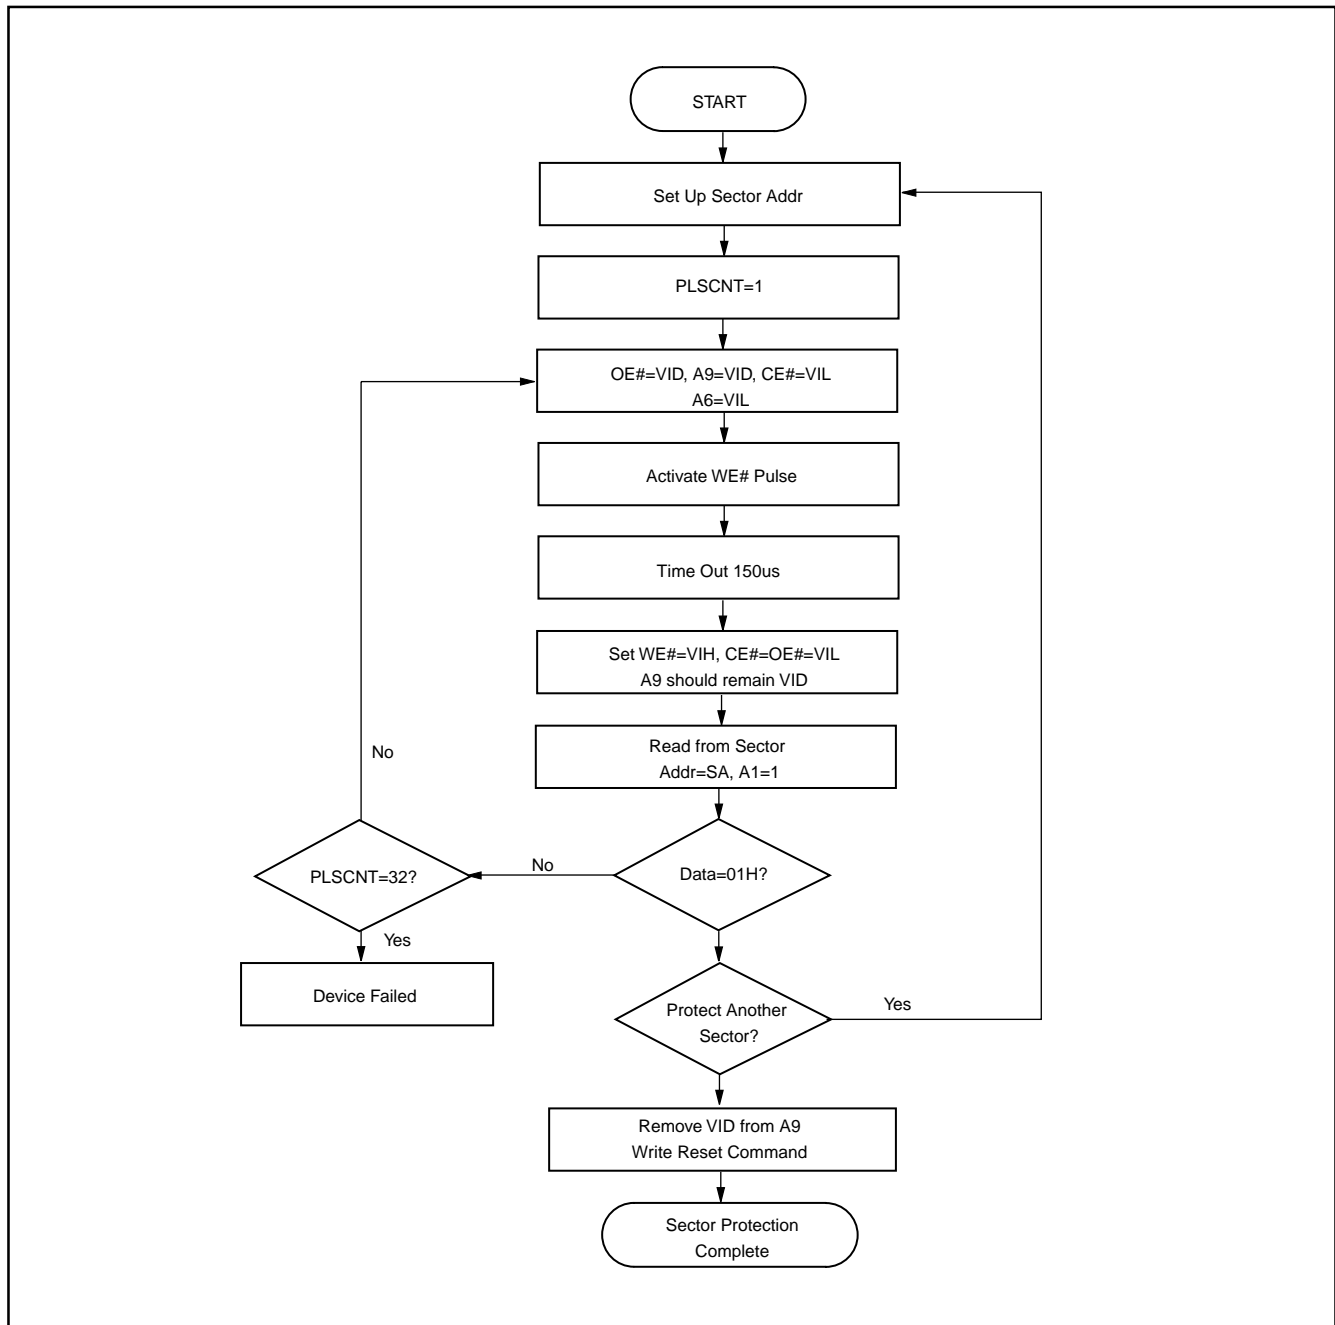 START
Set Up Sector Addr
PLSCNT=1
OE#=VID, A9=VID, CE#=VIL
A6=VIL
Activate WE# Pulse
Time Out 150us
Set WE#=VIH, CE#=OE#=VIL
A9 should remain VID
Read from Sector
Addr=SA, A1=1
No
PLSCNT=32?
No
Data=01H?
Yes
Device Failed
Protect Another
Sector?
Yes
Remove VID from A9
Write Reset Command
Sector Protection
Complete